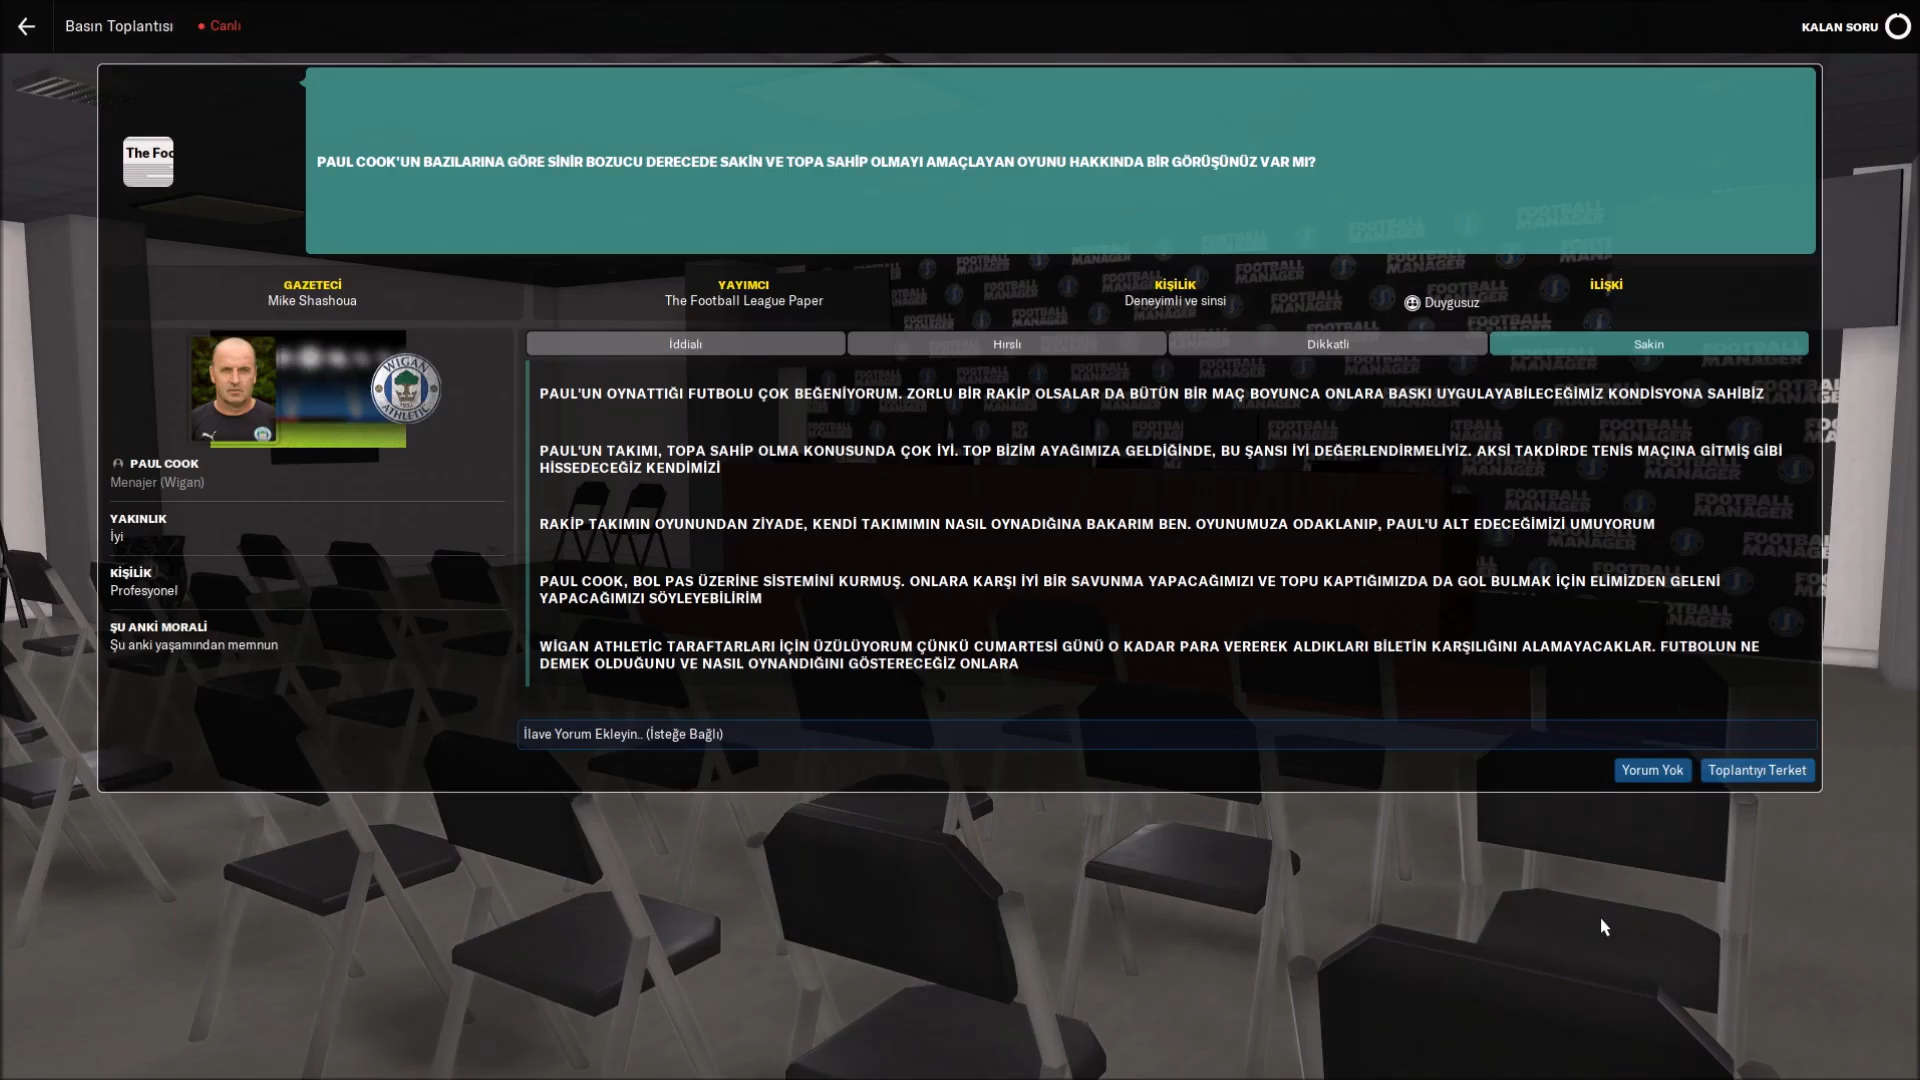 Basın Toplantısı
Canlı
KALAN SORU
The Foo
PAUL COOK'UN BAZILARINA GÖRE SİNİR BOZUCU DERECEDE SAKİN VE TOPA SAHİP OLMAYI AMAÇLAYAN OYUNU HAKKINDA BİR GÖRÜŞÜNÜZ VAR MI?
GAZETECİ
Mike Shashoua
YAYIMCI
The Football League Paper
KİŞİLİK
Deneyimli ve sinsi
İLİŞKİ
Duygusuz
İddialı
Hırslı
Dikkatli
Sakin
WIGAN
ATHLETIC
PAUL COOK
Menajer (Wigan)
YAKINLIK
İyi
KİŞİLİK
Profesyonel
ŞU ANKİ MORALİ
Şu anki yaşamından memnun
PAUL'UN OYNATTIĞI FUTBOLU ÇOK BEĞENİYORUM. ZORLU BİR RAKİP OLSALAR DA BÜTÜN BİR MAÇ BOYUNCA ONLARA BASKI UYGULAYABİLECEĞİMİZ KONDİSYONA SAHİBİZ
PAUL'UN TAKIMI, TOPA SAHİP OLMA KONUSUNDA ÇOK İYİ. TOP BİZİM AYAĞIMIZA GELDİĞİNDE, BU ŞANSI İYİ DEĞERLENDİRMELİYİZ. AKSİ TAKDİRDE TENİS MAÇINA GİTMİŞ GİBİ
HİSSEDECEĞİZ KENDİMİZİ
RAKİP TAKIMIN OYUNUNDAN ZİYADE, KENDİ TAKIMIMIN NASIL OYNADIĞINA BAKARIM BEN. OYUNUMUZA ODAKLANIP, PAUL'U ALT EDECEĞİMİZİ UMUYORUM
PAUL COOK, BOL PAS ÜZERİNE SİSTEMİNİ KURMUŞ. ONLARA KARŞI İYİ BİR SAVUNMA YAPACAĞIMIZI VE TOPU KAPTIĞIMIZDA DA GOL BULMAK İÇİN ELİMİZDEN GELENİ
YAPACAĞIMIZI SÖYLEYEBİLİRİM
WİGAN ATHLETİC TARAFTARLARI İÇİN ÜZÜLÜYORUM ÇÜNKÜ CUMARTESİ GÜNÜ O KADAR PARA VEREREK ALDIKLARI BİLETİN KARŞILIĞINI ALAMAYACAKLAR. FUTBOLUN NE
DEMEK OLDUĞUNU VE NASIL OYNANDIĞINI GÖSTERECEĞİZ ONLARA
İlave Yorum Ekleyin.. (İsteğe Bağlı)
Yorum Yok
Toplantıyı Terket
FOOTBALL
MANAGER